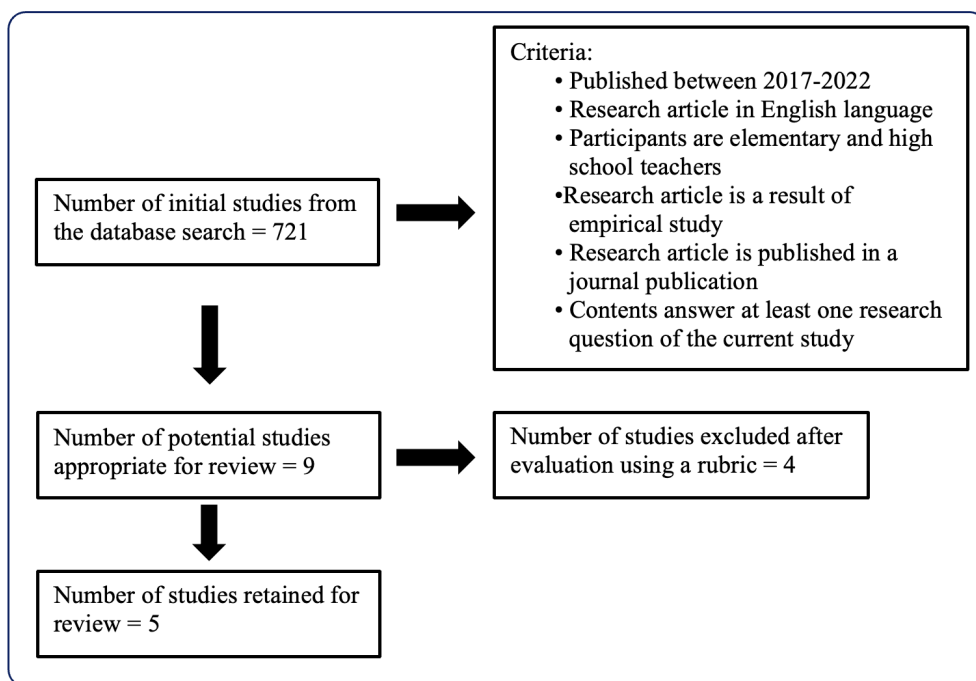 Criteria:
• Published between 2017-2022
• Research article in English language
• Participants are elementary and high
school teachers
•Research article is a result of
empirical study
• Research article is published in a
journal publication
• Contents answer at least one research
question of the current study
Number of initial studies from
the database search = 721
Number of potential studies
appropriate for review = 9
Number of studies excluded after
evaluation using a rubric = 4
Number of studies retained for
review = 5